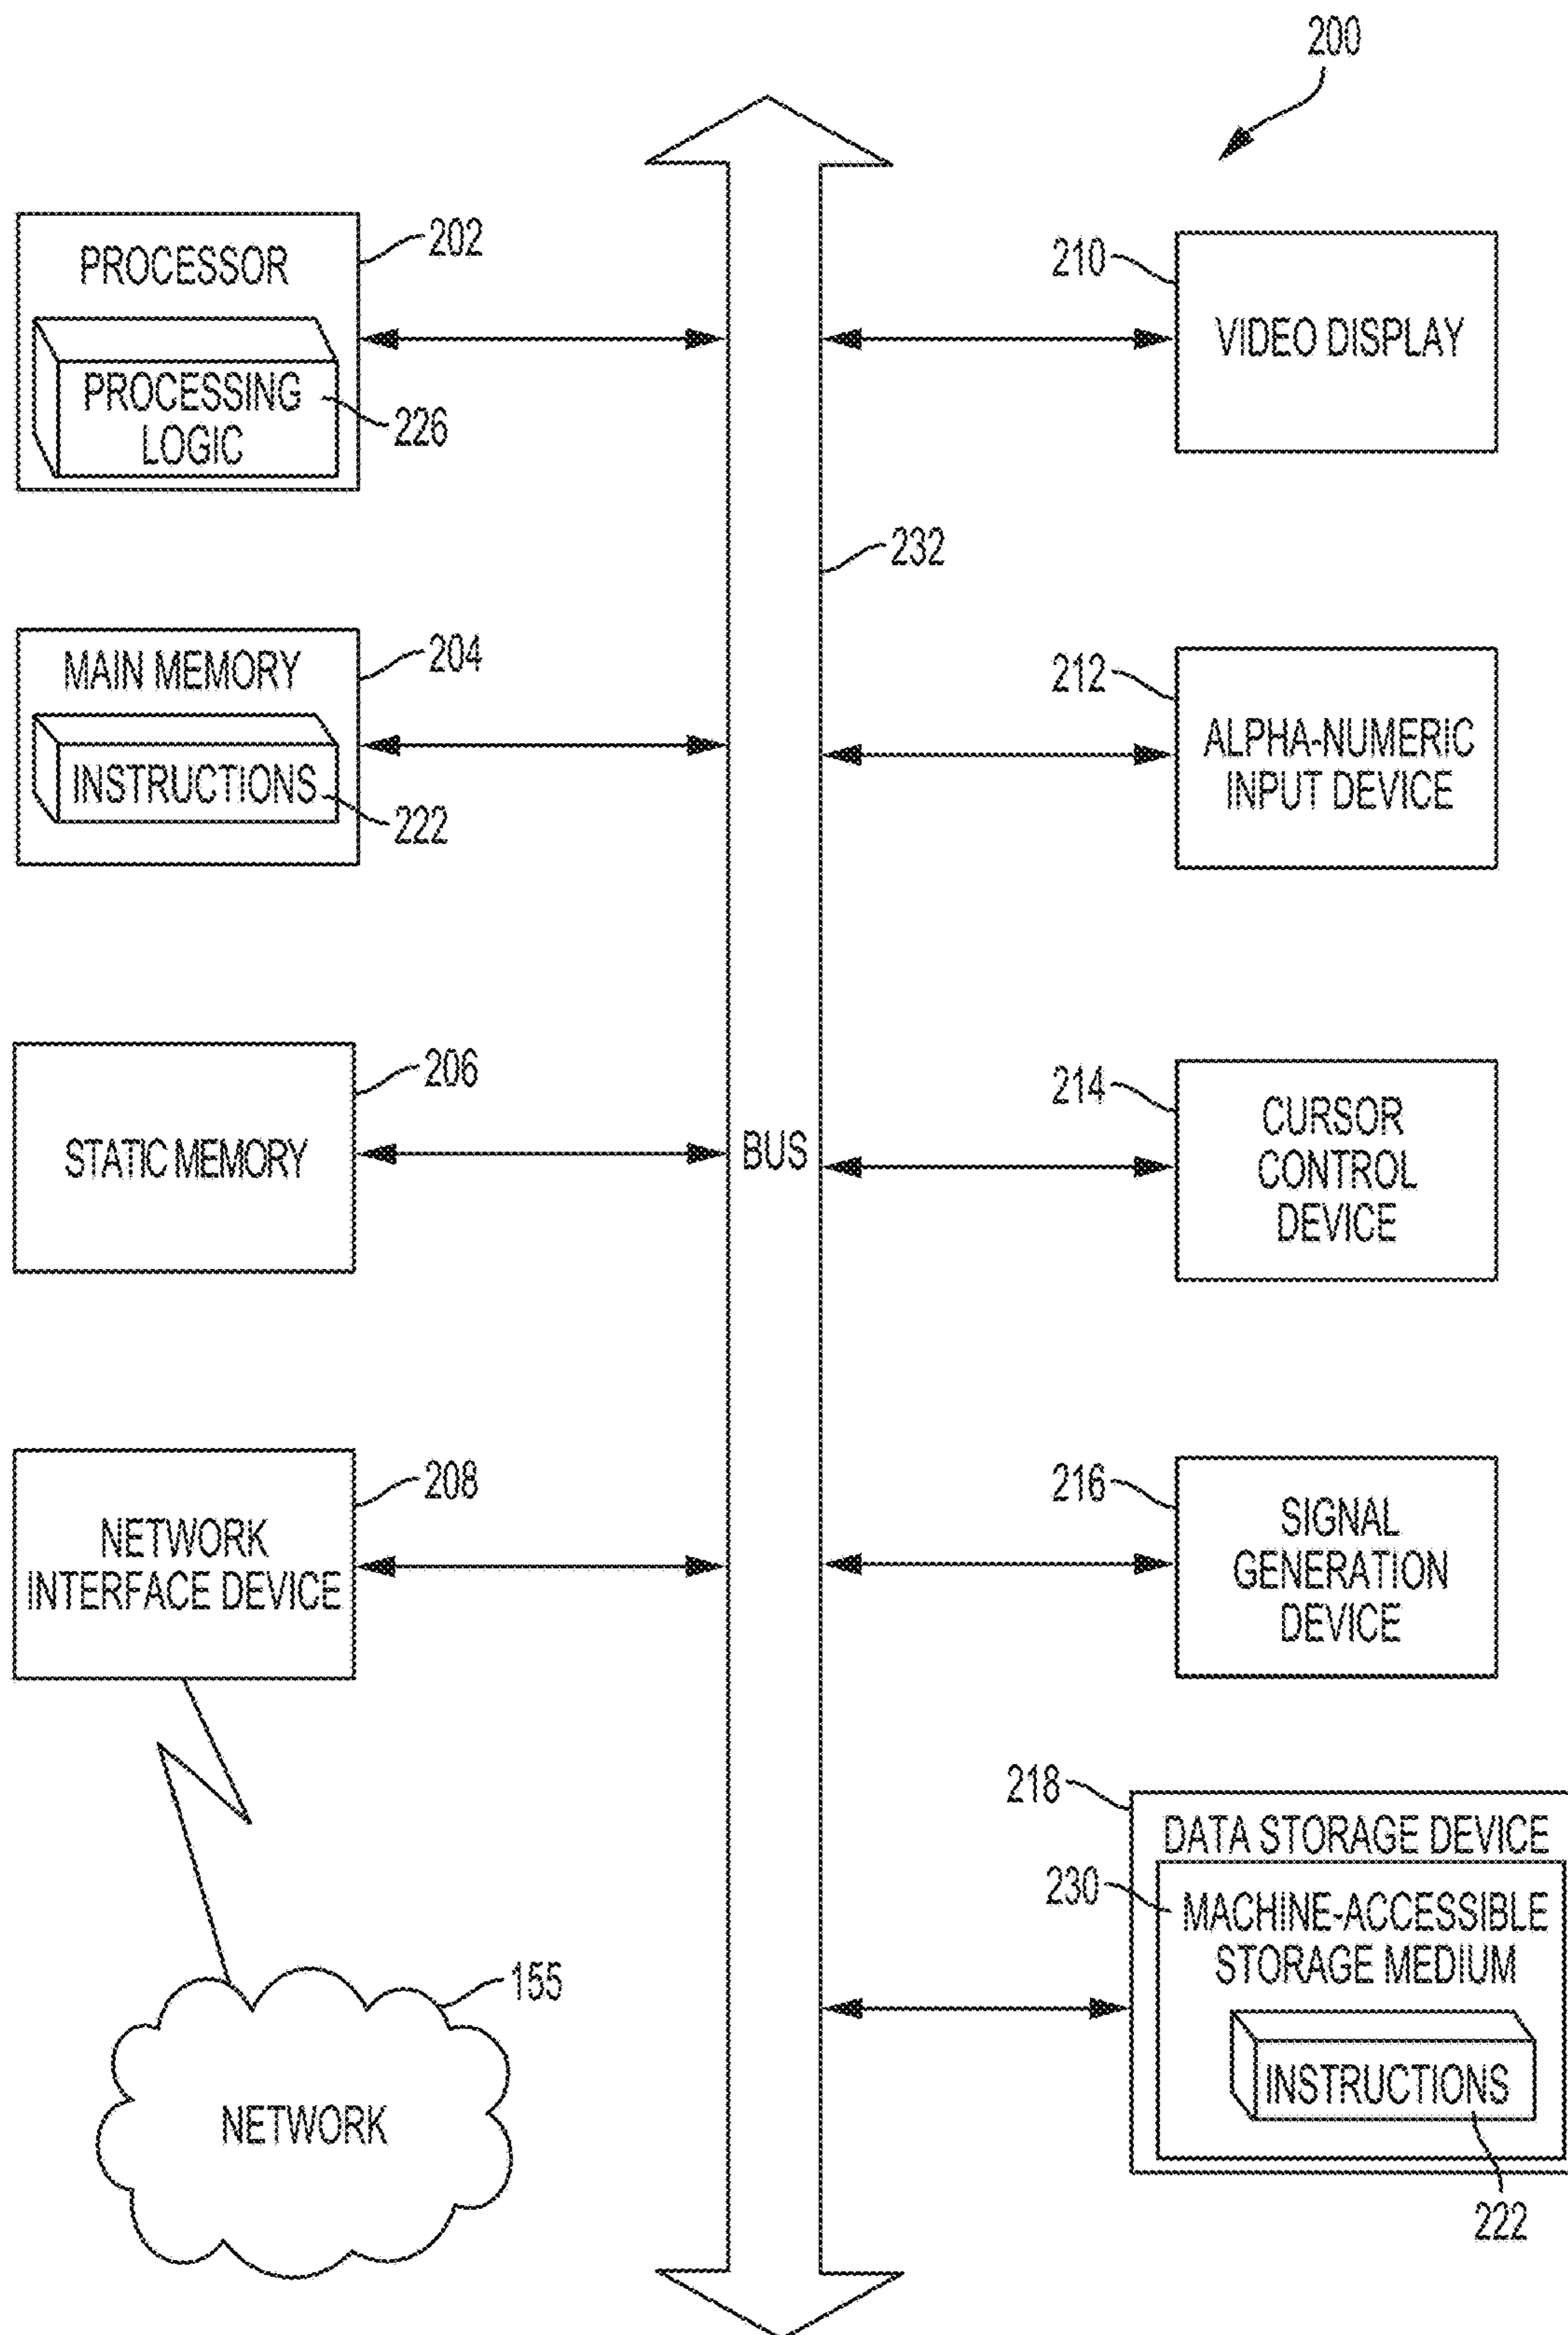 200
PROCESSOR
202
PROCESSING
LOGIC
226
MAIN MEMORY
204
INSTRUCTIONS
222
STATIC MEMORY
206
NETWORK
INTERFACE DEVICE
208
NETWORK
155
BUS
232
210
VIDEO DISPLAY
212
ALPHA-NUMERIC
INPUT DEVICE
214
CURSOR
CONTROL
DEVICE
216
SIGNAL
GENERATION
DEVICE
218
DATA STORAGE DEVICE
230
MACHINE-ACCESSIBLE
STORAGE MEDIUM
INSTRUCTIONS
222